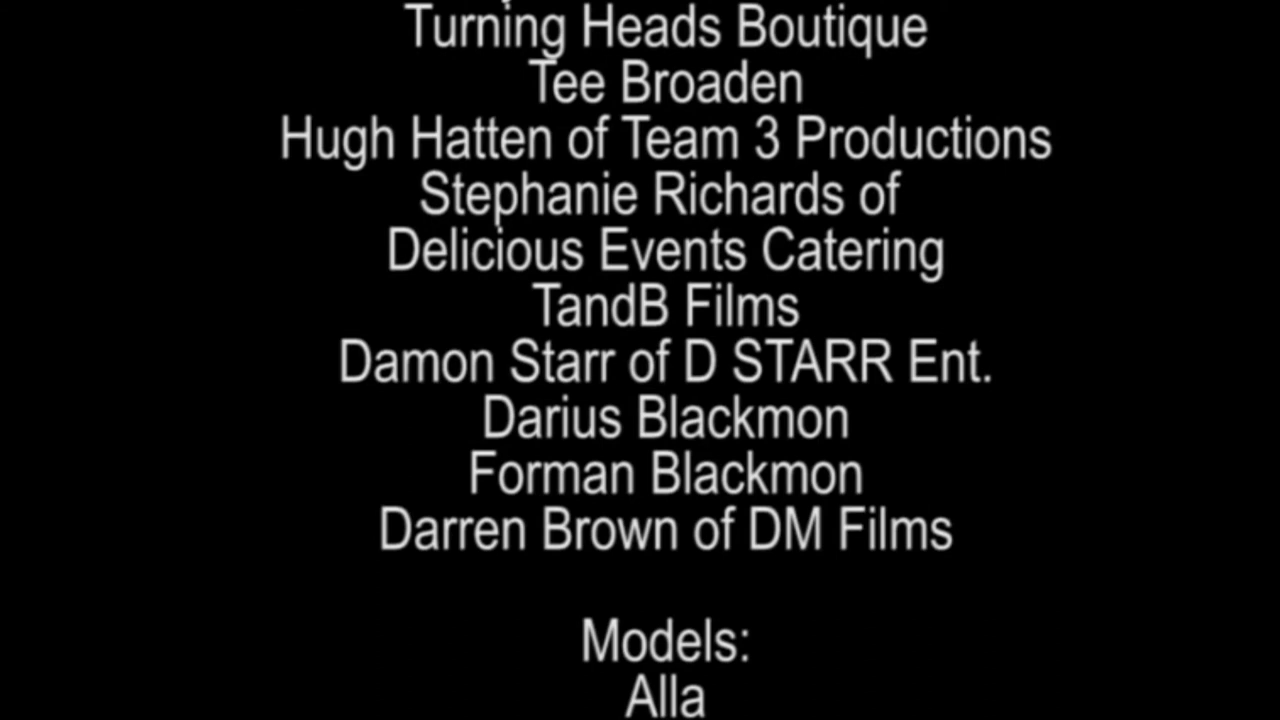 Turning Heads Boutique
Tee Broaden
Hugh Hatten of Team 3 Productions
Stephanie Richards of
Delicious Events Catering
TandB Films
Damon Starr of D STARR Ent.
Darius Blackmon
Forman Blackmon
Darren Brown of DM Films
Models:
Alla